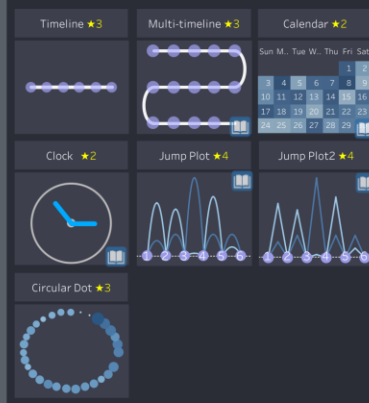 Timeline ★3
Multi-timeline ★3
Calendar ★2
Sun M.. Tue W.. Thu Fri Sat
1 2
3 4 5 6 7 8 9
10 11 12 13 14 15 16
17 18 19 20 21 22 23
24 25 26 27 28 29
Clock ★2
Jump Plot ★4
Jump Plot2 ★4
1 2 3 4 5 6
1 2 3 4 5 6
Circular Dot ★3